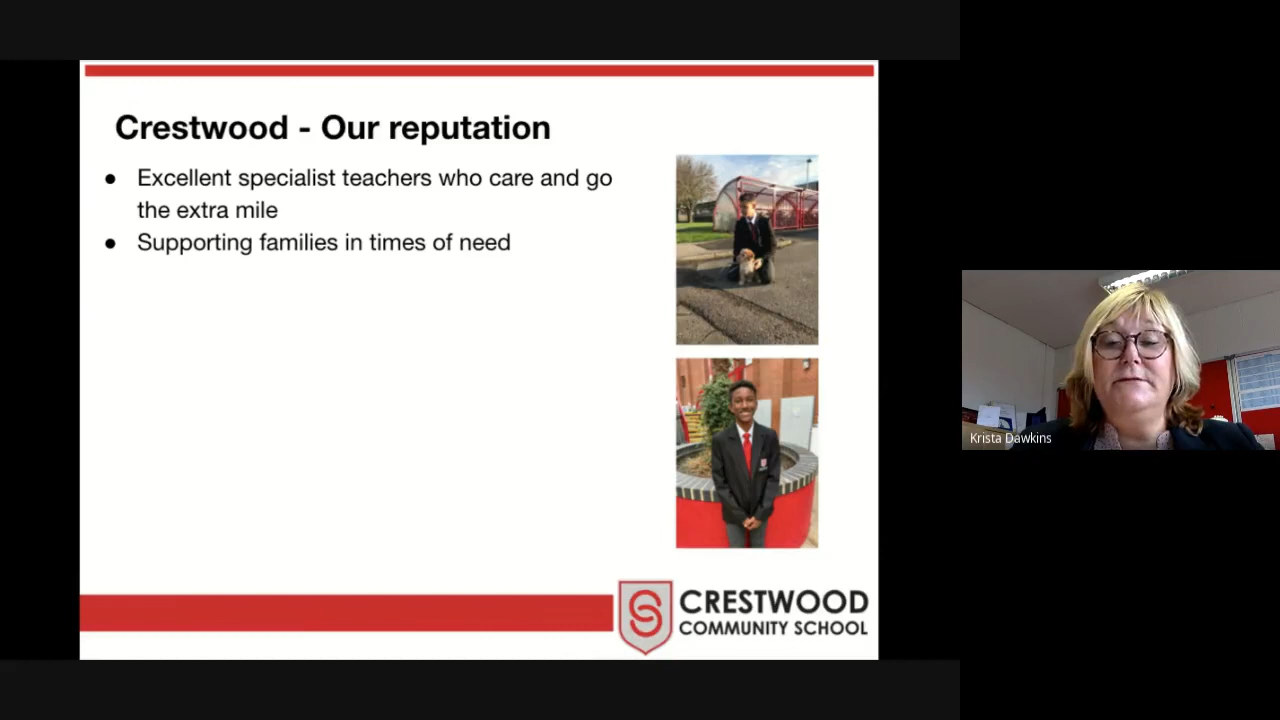 Crestwood - Our reputation
● Excellent specialist teachers who care and go
the extra mile
● Supporting families in times of need
Krista Dawkins
CRESTWOOD
COMMUNITY SCHOOL